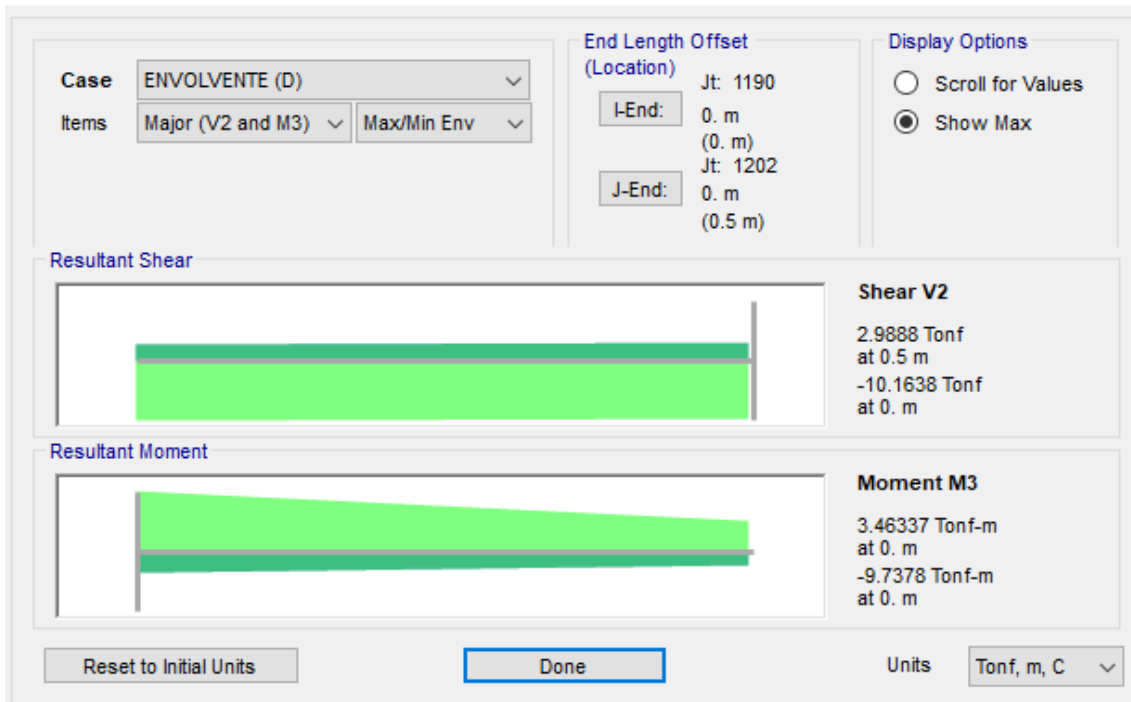 Case ENVOLVENTE (D)
Items Major (V2 and M3) Max/Min Env
End Length Offset
(Location)
Jt: 1190
I-End: 0. m
(0. m)
Jt: 1202
J-End: 0. m
(0.5 m)
Display Options
Scroll for Values
Show Max
Resultant Shear
Shear V2
2.9888 Tonf
at 0.5 m
-10.1638 Tonf
at 0. m
Resultant Moment
Moment M3
3.46337 Tonf-m
at 0. m
-9.7378 Tonf-m
at 0. m
Reset to Initial Units
Done
Units Tonf, m, C